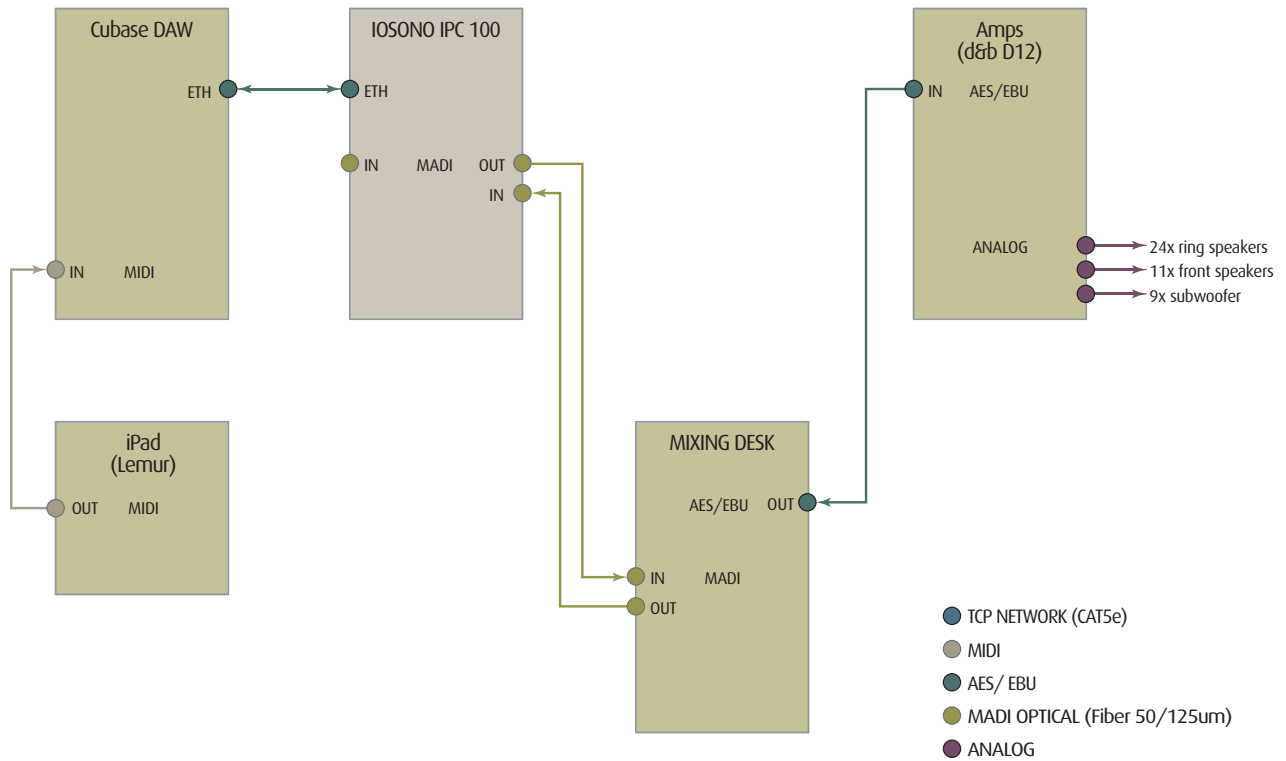 Cubase DAW
ETH
IN MIDI
IOSONO IPC 100
ETH
IN MADI OUT
IN
Amps
(d&b D12)
IN AES/EBU
ANALOG
24x ring speakers
11x front speakers
9x subwoofer
iPad
(Lemur)
OUT MIDI
MIXING DESK
AES/EBU OUT
IN MADI
OUT
TCP NETWORK (CAT5e)
MIDI
AES/ EBU
MADI OPTICAL (Fiber 50/125um)
ANALOG